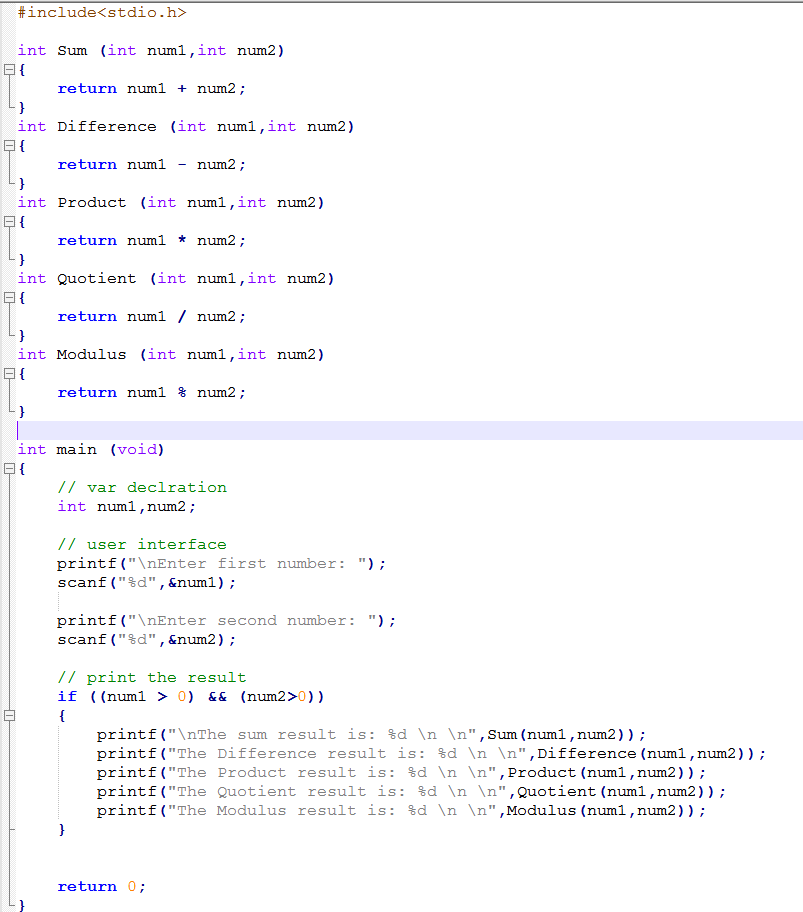 #include<stdio.h>

int Sum (int num1,int num2)
{
    return num1 + num2;
}
int Difference (int num1,int num2)
{
    return num1 - num2;
}
int Product (int num1,int num2)
{
    return num1 * num2;
}
int Quotient (int num1,int num2)
{
    return num1 / num2;
}
int Modulus (int num1,int num2)
{
    return num1 % num2;
}

int main (void)
{
    // var declration
    int num1,num2;

    // user interface
    printf("\nEnter first number: ");
    scanf("%d",&num1);

    printf("\nEnter second number: ");
    scanf("%d",&num2);

    // print the result
    if ((num1 > 0) && (num2>0))
    {
        printf("\nThe sum result is: %d \n \n",Sum(num1,num2));
        printf("The Difference result is: %d \n \n",Difference(num1,num2));
        printf("The Product result is: %d \n \n",Product(num1,num2));
        printf("The Quotient result is: %d \n \n",Quotient(num1,num2));
        printf("The Modulus result is: %d \n \n",Modulus(num1,num2));
    }


    return 0;
}